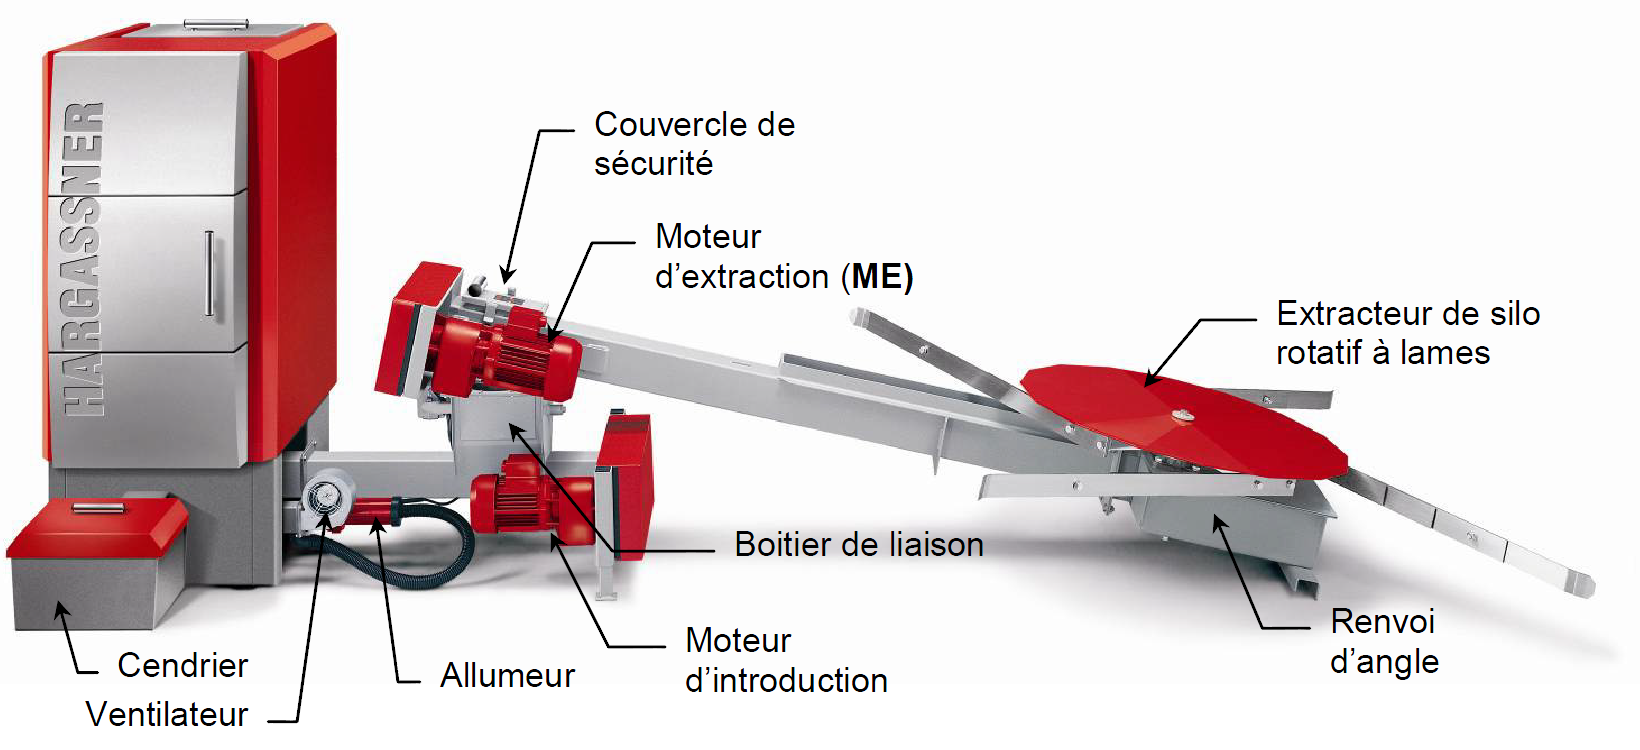 HARGASSNER
Couvercle de
sécurité
Moteur
d'extraction (ME)
Extracteur de silo
rotatif à lames
Boitier de liaison
Renvoi
d'angle
Moteur
d'introduction
Allumeur
Cendrier
Ventilateur